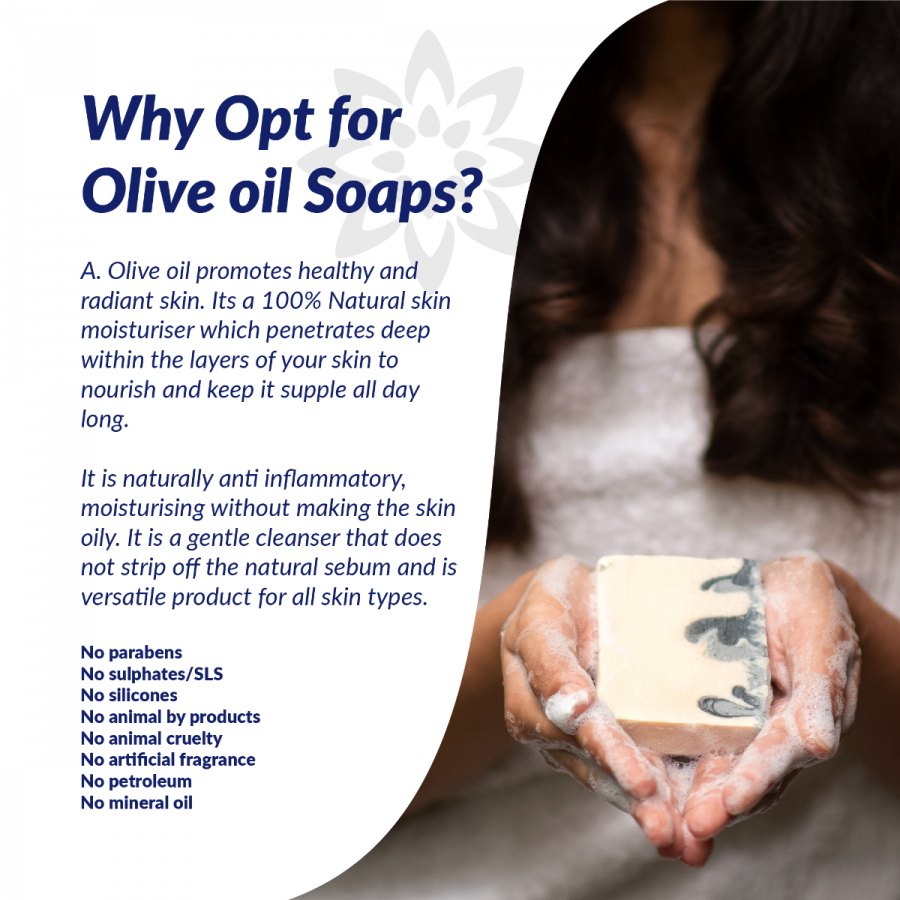 Why Opt for
Olive oil Soaps?
A. Olive oil promotes healthy and
radiant skin. Its a 100% Natural skin
moisturiser which penetrates deep
within the layers of your skin to
nourish and keep it supple all day
long.
It is naturally anti inflammatory,
moisturising without making the skin
oily. It is a gentle cleanser that does
not strip off the natural sebum and is
versatile product for all skin types.
No parabens
No sulphates/SLS
No silicones
No animal by products
No animal cruelty
No artificial fragrance
No petroleum
No mineral oil